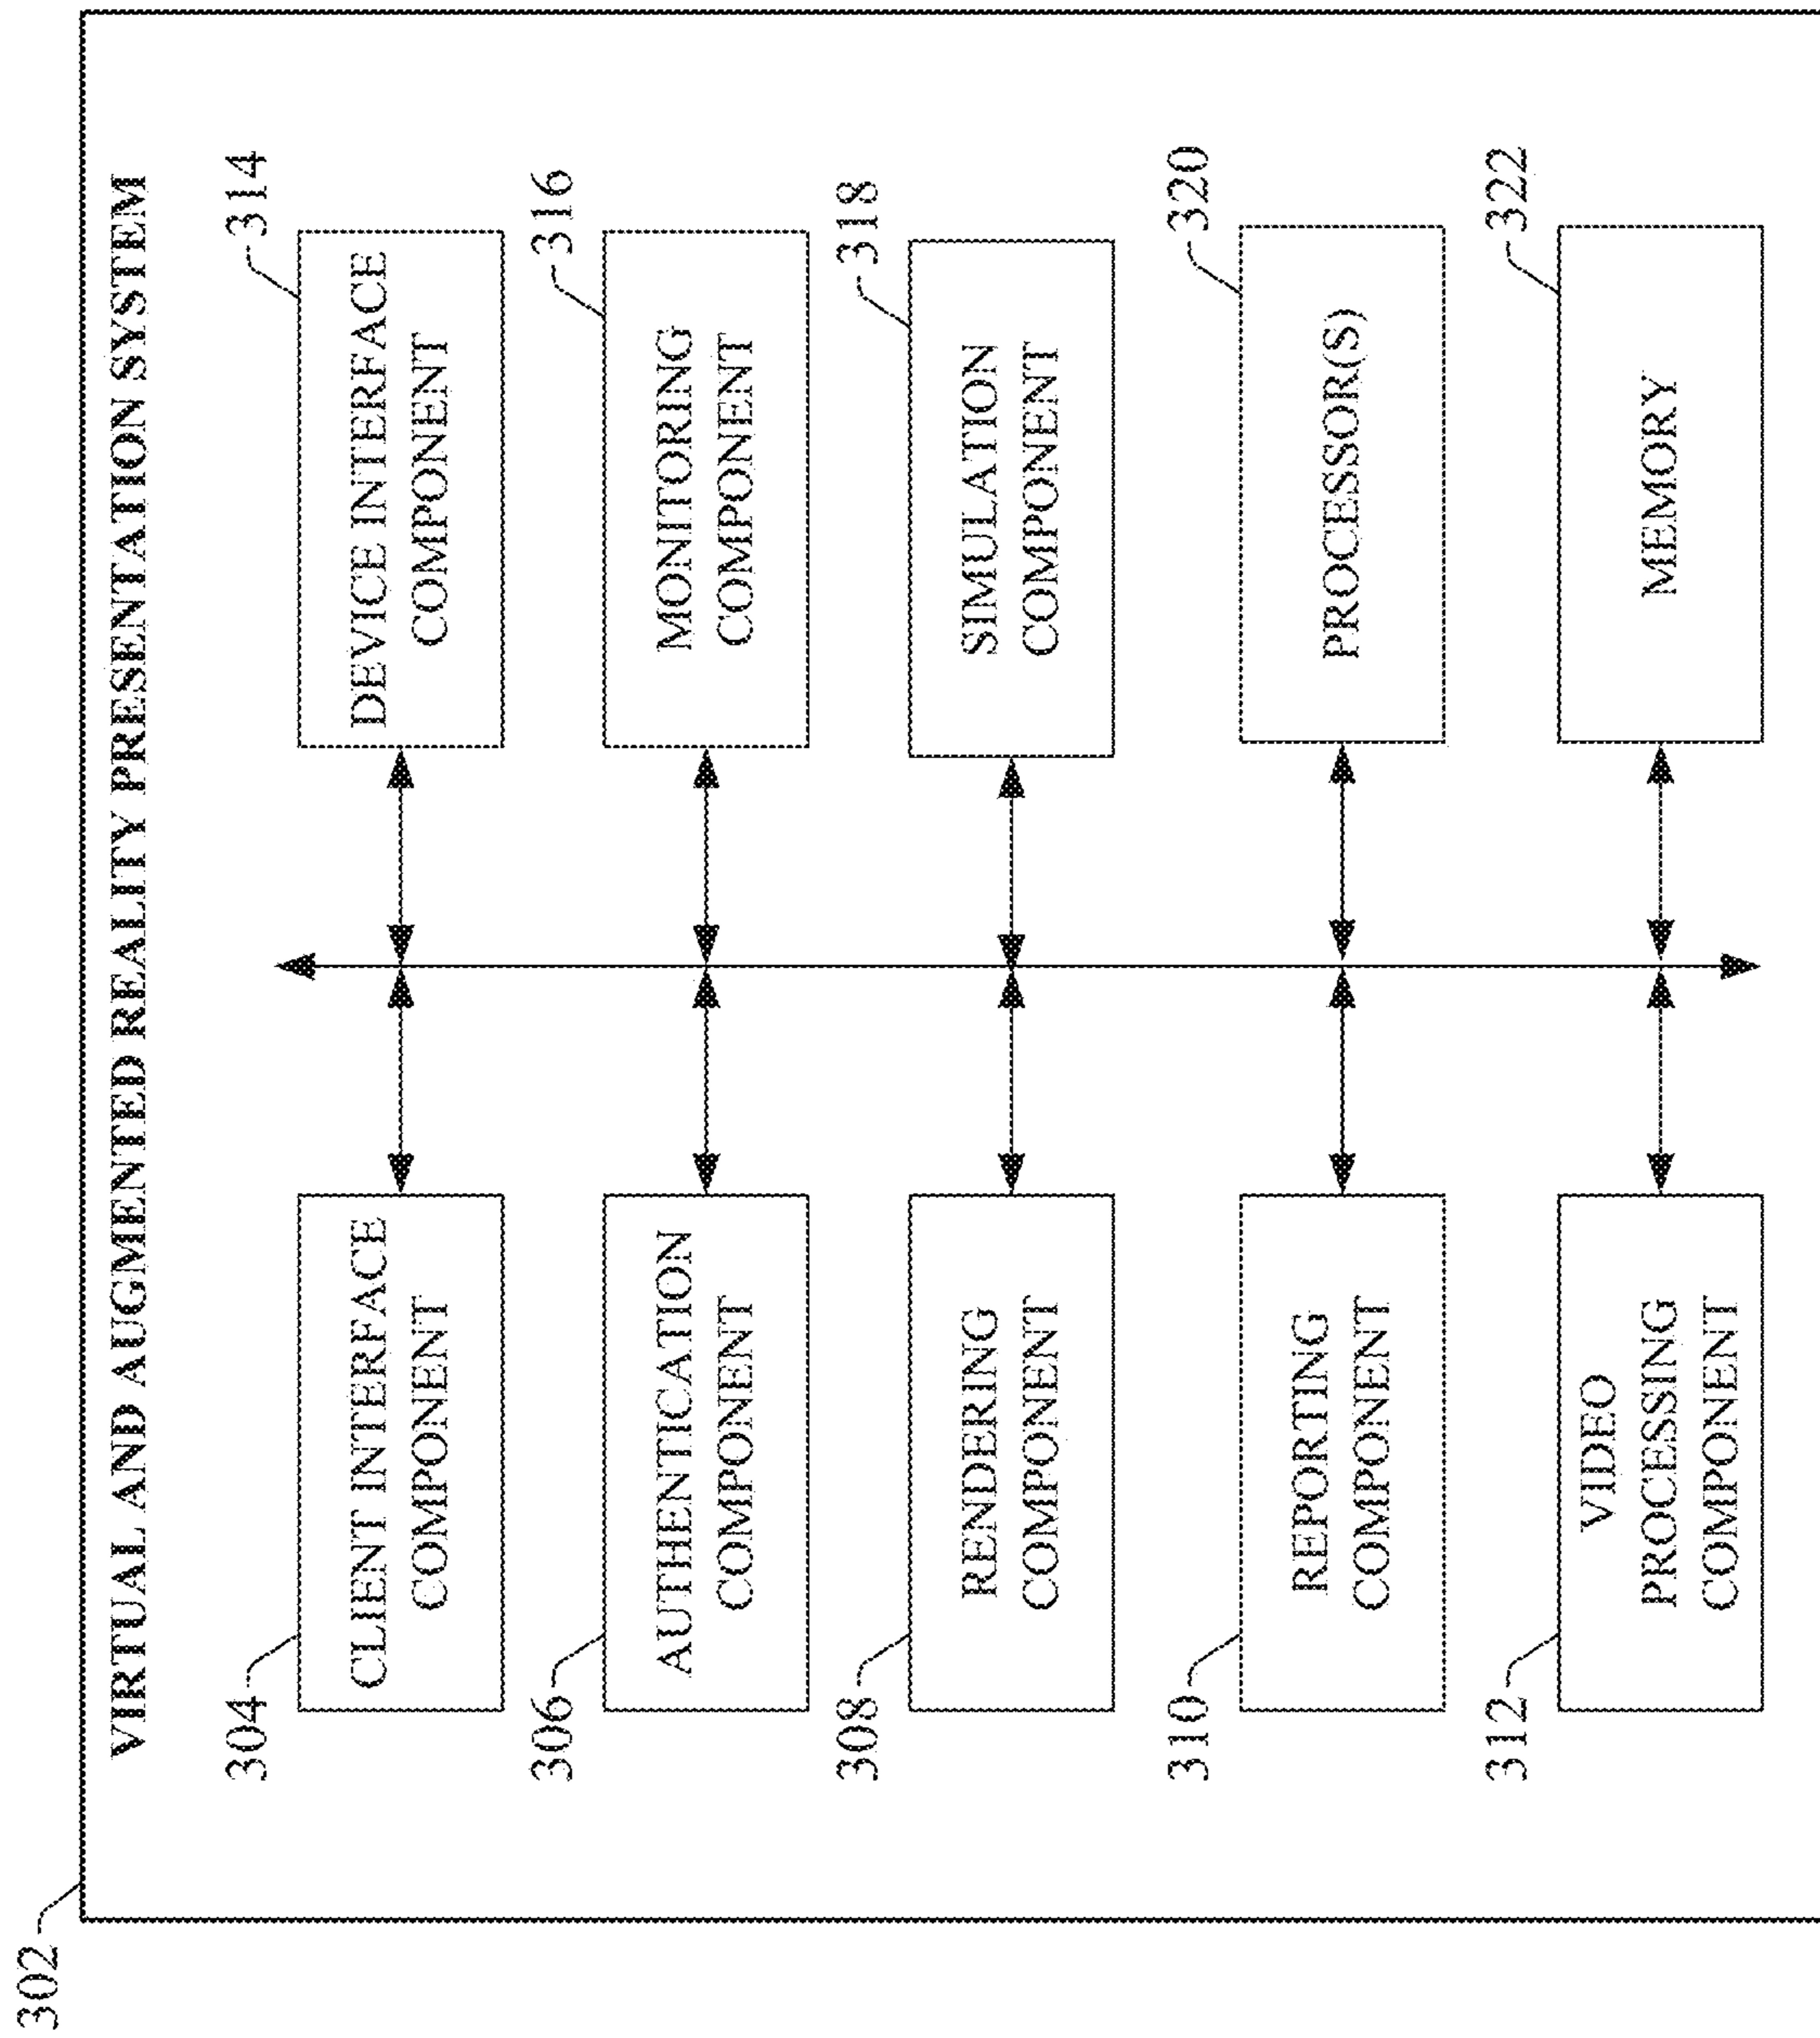 302
VIRTUAL AND AUGMENTED REALITY PRESENTATION SYSTEM
304
CLIENT INTERFACE
COMPONENT
314
DEVICE INTERFACE
COMPONENT
306
AUTHENTICATION
COMPONENT
316
MONITORING
COMPONENT
308
RENDERING
COMPONENT
318
SIMULATION
COMPONENT
310
REPORTING
COMPONENT
320
PROCESSOR(S)
312
VIDEO
PROCESSING
COMPONENT
322
MEMORY